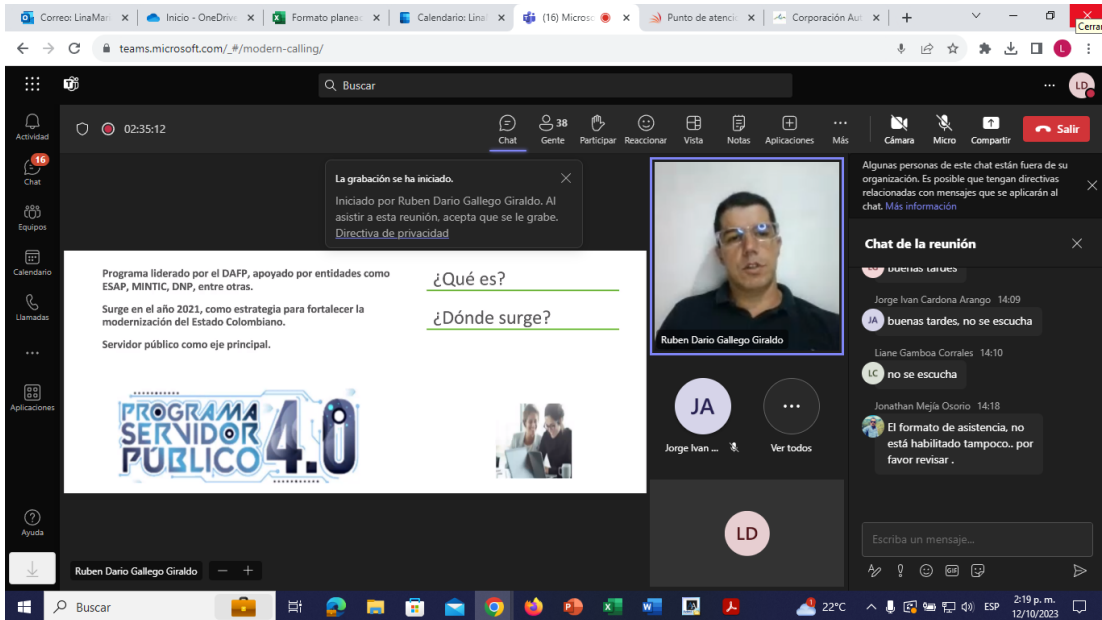 Correo: LinaMar
Inicio - OneDrive
Formato planeac
Calendario: Lina
(16) Microsc
Punto de atenció
Corporación Aut
Cerrar
teams.microsoft.com/_#/modern-calling/
L
Buscar
LD
Actividad
16
Chat
Equipos
Calendario
Llamadas
Aplicaciones
Ayuda
02:35:12
Chat
38
Gente
Participar
Reaccionar
Vista
Notas
Aplicaciones
Más
Cámara
Micro
Compartir
Salir
La grabación se ha iniciado.
Iniciado por Ruben Dario Gallego Giraldo. Al
asistir a esta reunión, acepta que se le grabe.
Directiva de privacidad
Programa liderado por el DAFP, apoyado por entidades como
ESAP, MINTIC, DNP, entre otras.
Surge en el año 2021, como estrategia para fortalecer la
modernización del Estado Colombiano.
Servidor público como eje principal.
¿Qué es?
¿Dónde surge?
PROGRAMA
SERVIDOR
PÚBLICO
4.0
Ruben Dario Gallego Giraldo
Ruben Dario Gallego Giraldo
JA
Jorge Ivan ...
Ver todos
LD
Algunas personas de este chat están fuera de su
organización. Es posible que tengan directivas
relacionadas con mensajes que se aplicarán al
chat. Más información
Chat de la reunión
buenas tardes
Jorge Ivan Cardona Arango 14:09
JA
buenas tardes, no se escucha
Liane Gamboa Corrales 14:10
LC
no se escucha
Jonathan Mejía Osorio 14:18
El formato de asistencia, no
está habilitado tampoco.. por
favor revisar .
Escriba un mensaje...
GIF
Buscar
22°C
ESP
2:19 p. m.
12/10/2023